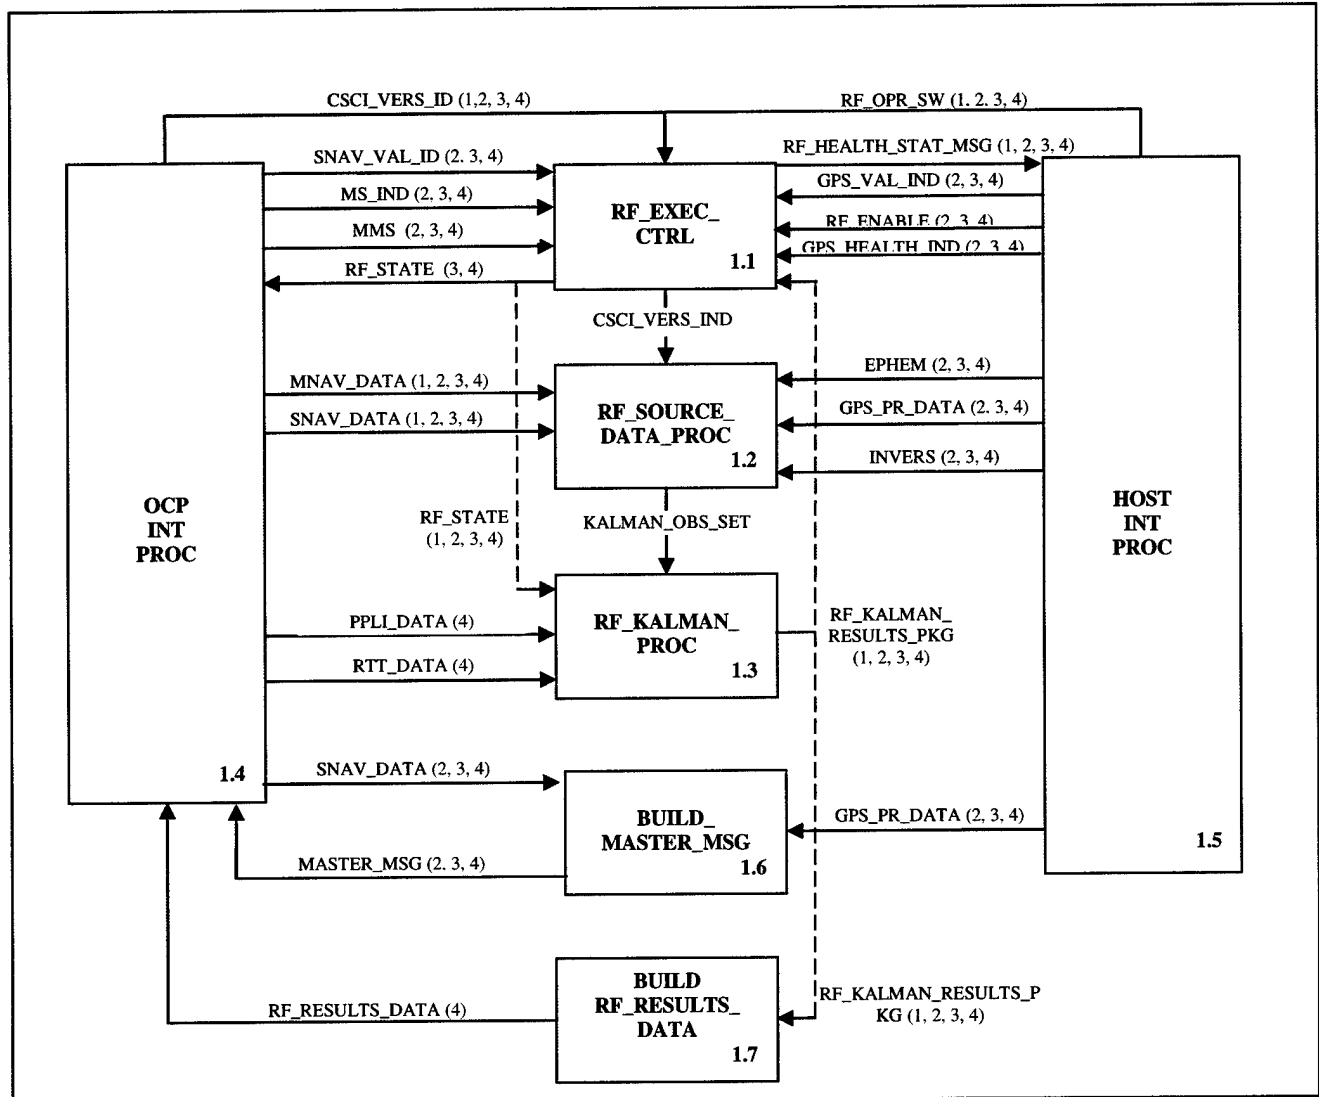 CSCI_VERS_ID (1,2, 3, 4)
RF_OPR_SW (1. 2. 3, 4)
SNAV_VAL_ID (2. 3, 4)
RF_HEALTH_STAT_MSG (1, 2, 3, 4)
MS_IND (2, 3, 4)
GPS_VAL_IND (2, 3, 4)
RF_EXEC_
CTRL
1.1
MMS (2, 3, 4)
RF_ENABLE (2, 3, 4)
GPS_HEALTH_IND (2. 3, 4)
RF_STATE (3, 4)
CSCI_VERS_IND
MNAV_DATA (1, 2, 3, 4)
EPHEM (2, 3, 4)
SNAV_DATA (1, 2, 3, 4)
RF_SOURCE_
DATA_PROC
1.2
GPS_PR_DATA (2. 3, 4)
INVERS (2, 3, 4)
OCP
INT
PROC
1.4
HOST
INT
PROC
1.5
RF_STATE
(1, 2, 3, 4)
KALMAN_OBS_SET
PPLI_DATA (4)
RF_KALMAN_
PROC
1.3
RF_KALMAN_
RESULTS_PKG
(1, 2, 3, 4)
RTT_DATA (4)
SNAV_DATA (2, 3, 4)
BUILD_
MASTER_MSG
1.6
GPS_PR_DATA (2, 3, 4)
MASTER_MSG (2. 3, 4)
BUILD
RF_RESULTS_
DATA
1.7
RF_RESULTS_DATA (4)
RF_KALMAN_RESULTS_P
KG (1, 2, 3, 4)